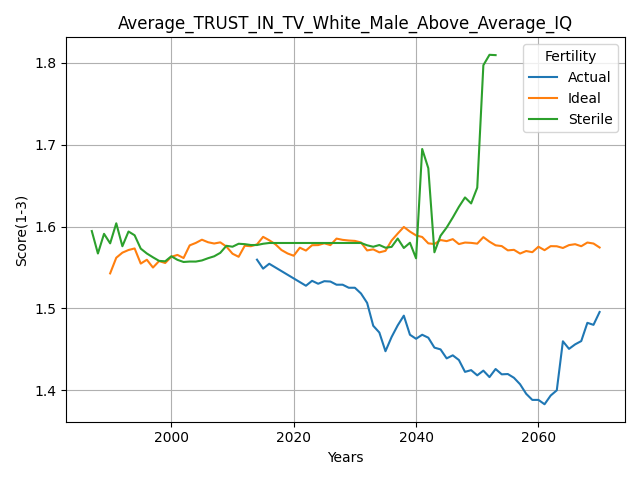 Average_TRUST_IN_TV_White_Male_Above_Average_IQ
Fertility
Actual
Ideal
Sterile
Score(1-3)
1.8
1.7
1.6
1.5
1.4
2000
2020
2040
2060
Years